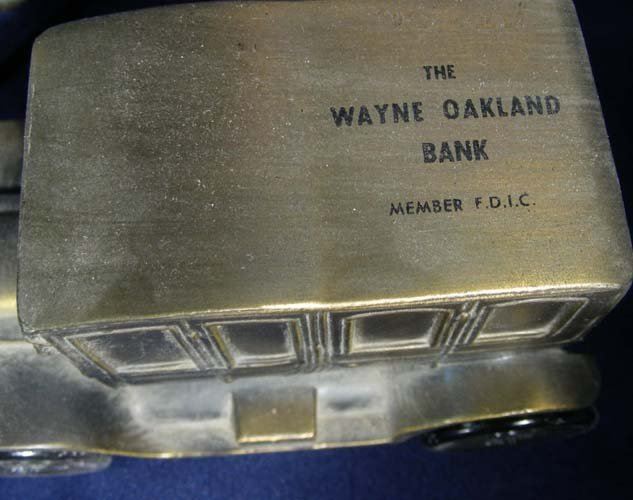 THE
WAYNE OAKLAND
BANK
MEMBER F.D.I.C.